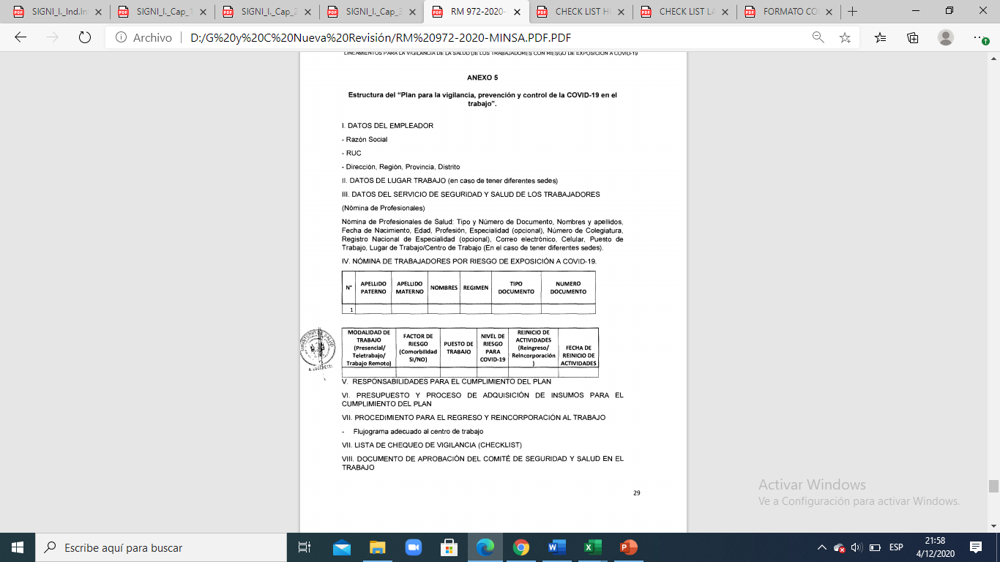 SIGNI_I._Ind.In
SIGNI_I._Cap_1
SIGNI_I._Cap_2
SIGNI_I._Cap_3
RM 972-2020-
CHECK LIST HO
CHECK LIST LA
FORMATO CO
Archivo
D:/G%20y%20C%20Nueva%20Revisión/RM%20972-2020-MINSA.PDF.PDF
LINEAMIENTOS PARA LA VIGILANCIA DE LA SALUD DE LOS TRABAJADORES CON RIESGO DE EXPOSICIÓN A COVID-19
ANEXO 5
Estructura del “Plan para la vigilancia, prevención y control de la COVID-19 en el
trabajo”.
I. DATOS DEL EMPLEADOR
- Razón Social
- RUC
- Dirección, Región, Provincia, Distrito
II. DATOS DE LUGAR TRABAJO (en caso de tener diferentes sedes)
III. DATOS DEL SERVICIO DE SEGURIDAD Y SALUD DE LOS TRABAJADORES
(Nómina de Profesionales)
Nómina de Profesionales de Salud: Tipo y Número de Documento, Nombres y apellidos,
Fecha de Nacimiento, Edad, Profesión, Especialidad (opcional), Número de Colegiatura,
Registro Nacional de Especialidad (opcional), Correo electrónico, Celular, Puesto de
Trabajo, Lugar de Trabajo/Centro de Trabajo (En el caso de tener diferentes sedes).
IV. NÓMINA DE TRABAJADORES POR RIESGO DE EXPOSICIÓN A COVID-19.
N°
APELLIDO
PATERNO
APELLIDO
MATERNO
NOMBRES
REGIMEN
TIPO
DOCUMENTO
NUMERO
DOCUMENTO
1
MODALIDAD DE
TRABAJO
(Presencial/
Teletrabajo/
Trabajo Remoto)
FACTOR DE
RIESGO
(Comorbilidad
SI/NO)
PUESTO DE
TRABAJO
NIVEL DE
RIESGO
PARA
COVID-19
REINICIO DE
ACTIVIDADES
(Reingreso/
Reincorporación
)
FECHA DE
REINICIO DE
ACTIVIDADES
MINISTERIO DE SALUD
A. LUCCHETTI
V. RESPONSABILIDADES PARA EL CUMPLIMIENTO DEL PLAN
VI. PRESUPUESTO Y PROCESO DE ADQUISICIÓN DE INSUMOS PARA EL
CUMPLIMIENTO DEL PLAN
VII. PROCEDIMIENTO PARA EL REGRESO Y REINCORPORACIÓN AL TRABAJO
- Flujograma adecuado al centro de trabajo
VII. LISTA DE CHEQUEO DE VIGILANCIA (CHECKLIST)
VIII. DOCUMENTO DE APROBACIÓN DEL COMITÉ DE SEGURIDAD Y SALUD EN EL
TRABAJO
29
Activar Windows
Ve a Configuración para activar Windows.
Escribe aquí para buscar
ESP
21:58
4/12/2020